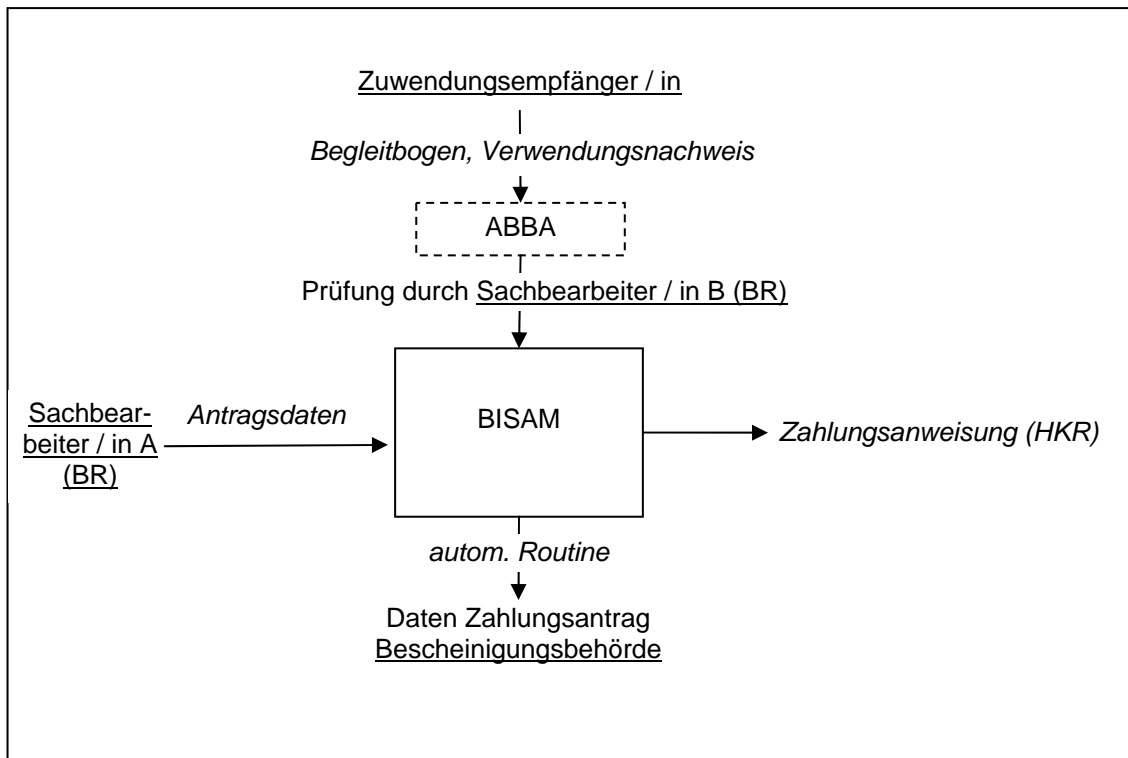 Zuwendungsempfänger / in
Begleitbogen, Verwendungsnachweis
ABBA
Prüfung durch Sachbearbeiter / in B (BR)
Sachbear-
beiter / in A
(BR)
Antragsdaten
BISAM
Zahlungsanweisung (HKR)
autom. Routine
Daten Zahlungsantrag
Bescheinigungsbehörde